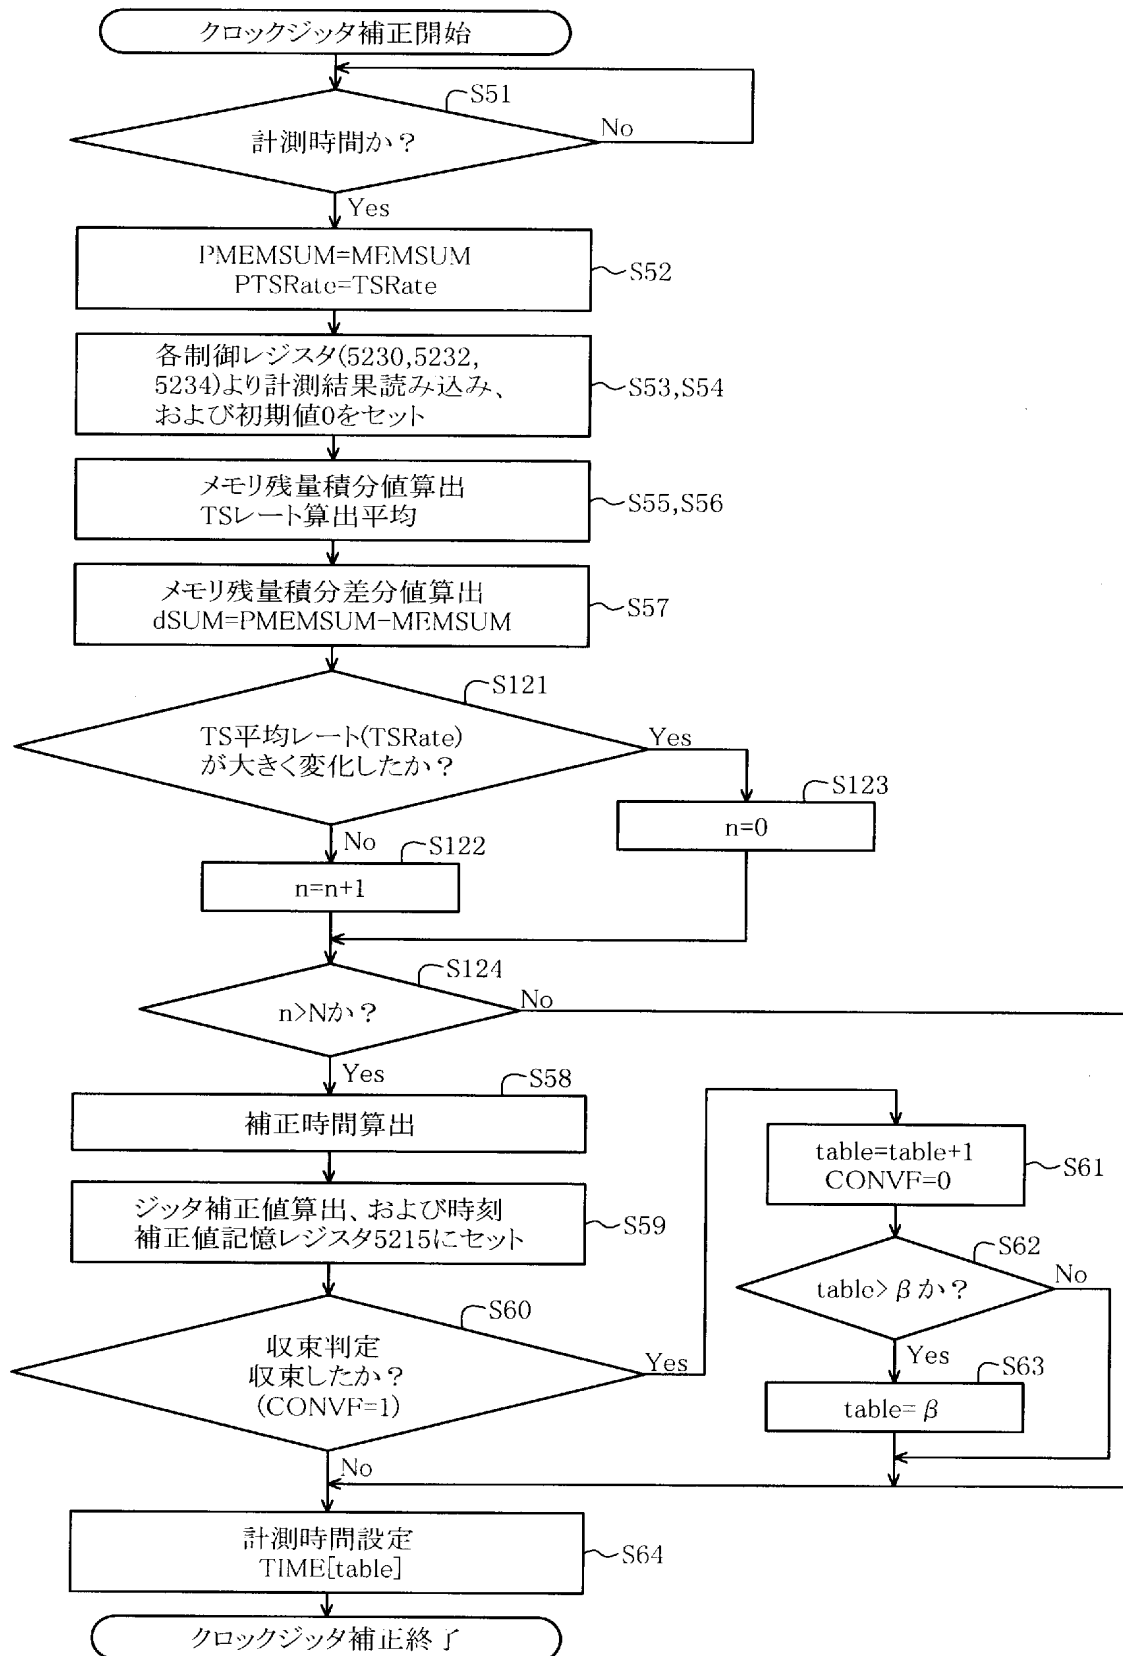 クロックジッタ補正開始
S51
計測時間か？
No
Yes
PMEMSUM=MEMSUM
PTSRate=TSRate
S52
各制御レジスタ(5230,5232,
5234)より計測結果読み込み、
および初期値0をセット
S53,S54
メモリ残量積分値算出
TSレート算出平均
S55,S56
メモリ残量積分差分値算出
dSUM=PMEMSUM-MEMSUM
S57
S121
TS平均レート(TSRate)
が大きく変化したか？
Yes
S123
n=0
No
S122
n=n+1
S124
n>Nか？
No
Yes
S58
補正時間算出
ジッタ補正値算出、および時刻
補正値記憶レジスタ5215にセット
S59
S60
収束判定
収束したか？
(CONVF=1)
Yes
table=table+1
CONVF=0
S61
S62
table>βか？
No
Yes
S63
table=β
No
計測時間設定
TIME[table]
S64
クロックジッタ補正終了